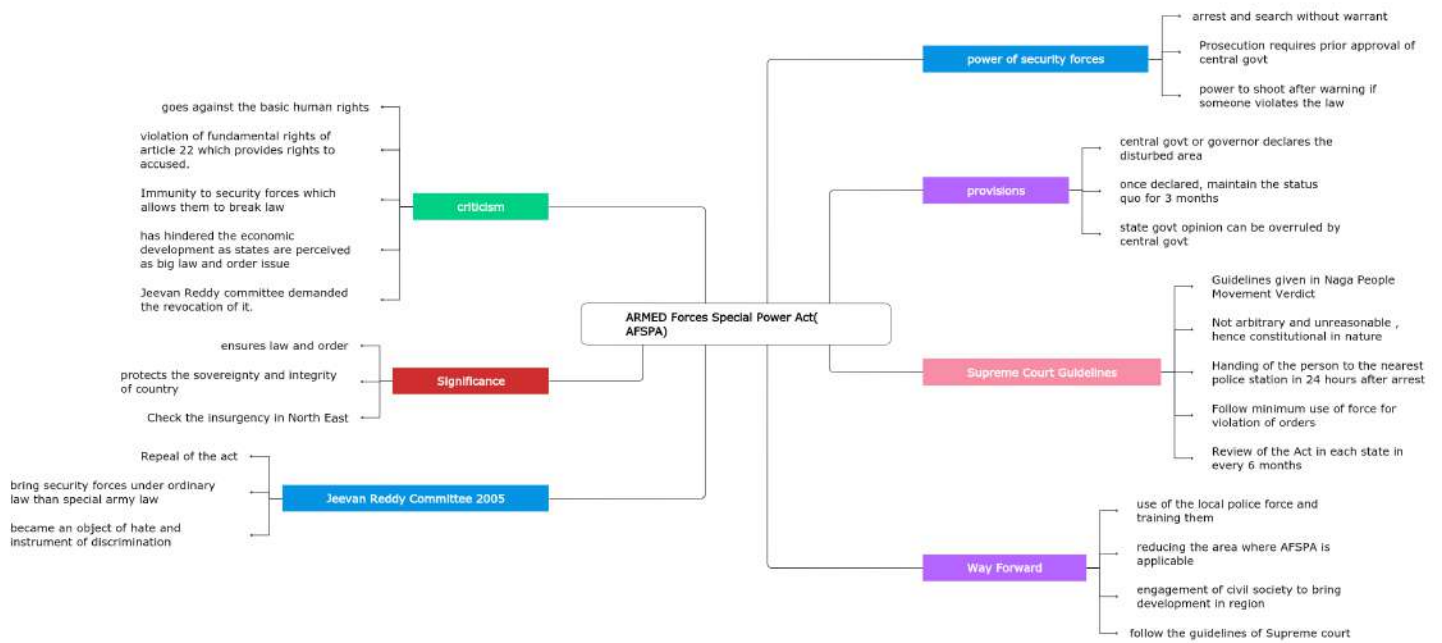 ARMED Forces Special Power Act(
AFSPA)
power of security forces
arrest and search without warrant
Prosecution requires prior approval of
central govt
power to shoot after warning if
someone violates the law
provisions
central govt or governor declares the
disturbed area
once declared, maintain the status
quo for 3 months
state govt opinion can be overruled by
central govt
Supreme Court Guidelines
Guidelines given in Naga People
Movement Verdict
Not arbitrary and unreasonable ,
hence constitutional in nature
Handing of the person to the nearest
police station in 24 hours after arrest
Follow minimum use of force for
violation of orders
Review of the Act in each state in
every 6 months
Way Forward
use of the local police force and
training them
reducing the area where AFSPA is
applicable
engagement of civil society to bring
development in region
follow the guidelines of Supreme court
criticism
goes against the basic human rights
violation of fundamental rights of
article 22 which provides rights to
accused.
Immunity to security forces which
allows them to break law
has hindered the economic
development as states are perceived
as big law and order issue
Jeevan Reddy committee demanded
the revocation of it.
Significance
ensures law and order
protects the sovereignty and integrity
of country
Check the insurgency in North East
Jeevan Reddy Committee 2005
Repeal of the act
bring security forces under ordinary
law than special army law
became an object of hate and
instrument of discrimination